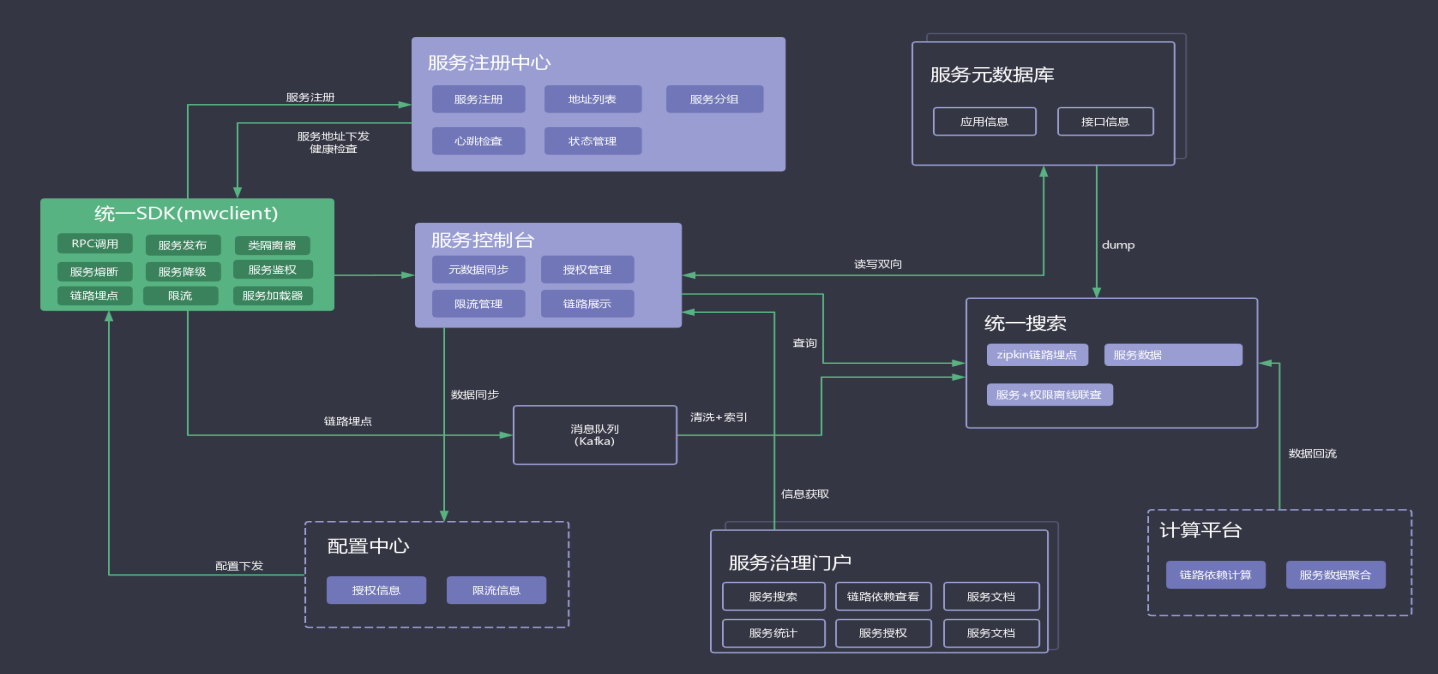 服务注册中心
服务注册
地址列表
服务分组
心跳检查
状态管理
服务元数据库
应用信息
接口信息
服务注册
服务地址下发
健康检查
统一SDK(mwclient)
RPC调用
服务发布
类隔离器
服务熔断
服务降级
服务鉴权
链路埋点
限流
服务加载器
服务控制台
元数据同步
授权管理
限流管理
链路展示
读写双向
dump
统一搜索
zipkin链路埋点
服务数据
服务+权限离线联查
查询
数据同步
链路埋点
消息队列
(Kafka)
清洗+索引
数据回流
信息获取
配置中心
授权信息
限流信息
配置下发
服务治理门户
服务搜索
链路依赖查看
服务文档
服务统计
服务授权
服务文档
计算平台
链路依赖计算
服务数据聚合